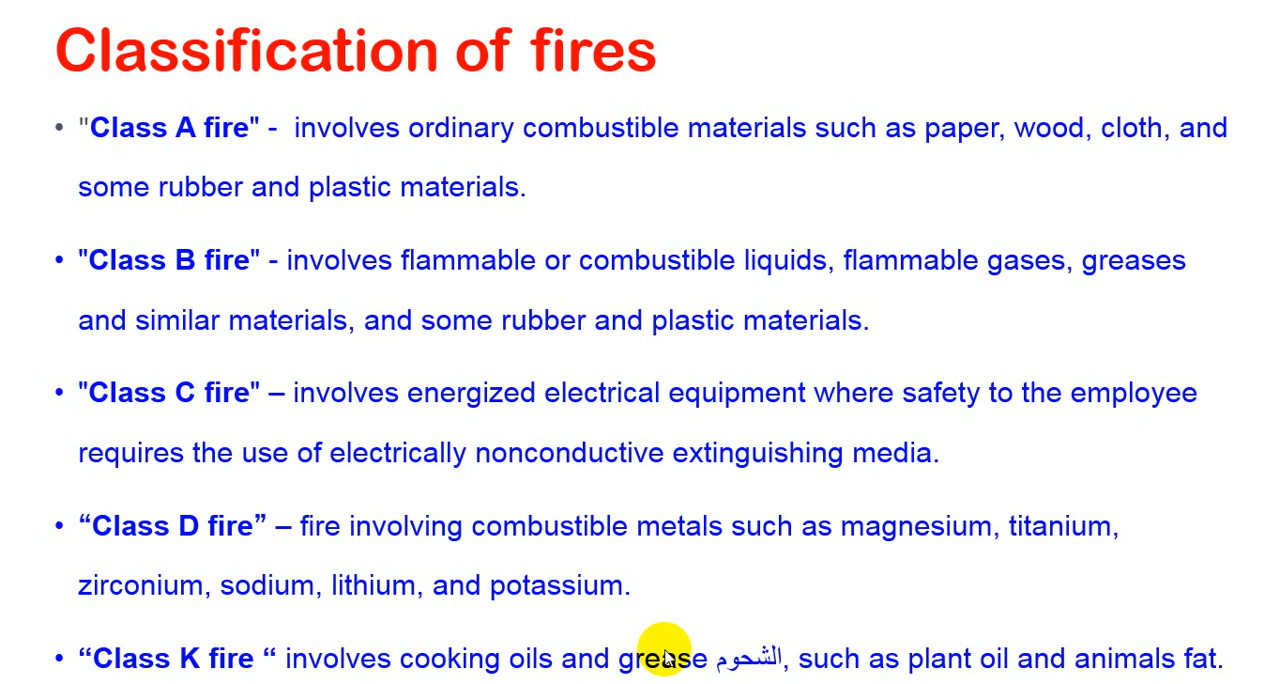 Classification of fires
• "Class A fire" -  involves ordinary combustible materials such as paper, wood, cloth, and
some rubber and plastic materials.
• "Class B fire" - involves flammable or combustible liquids, flammable gases, greases
and similar materials, and some rubber and plastic materials.
• "Class C fire" – involves energized electrical equipment where safety to the employee
requires the use of electrically nonconductive extinguishing media.
• “Class D fire” – fire involving combustible metals such as magnesium, titanium,
zirconium, sodium, lithium, and potassium.
• “Class K fire “ involves cooking oils and grease الشحوم, such as plant oil and animals fat.